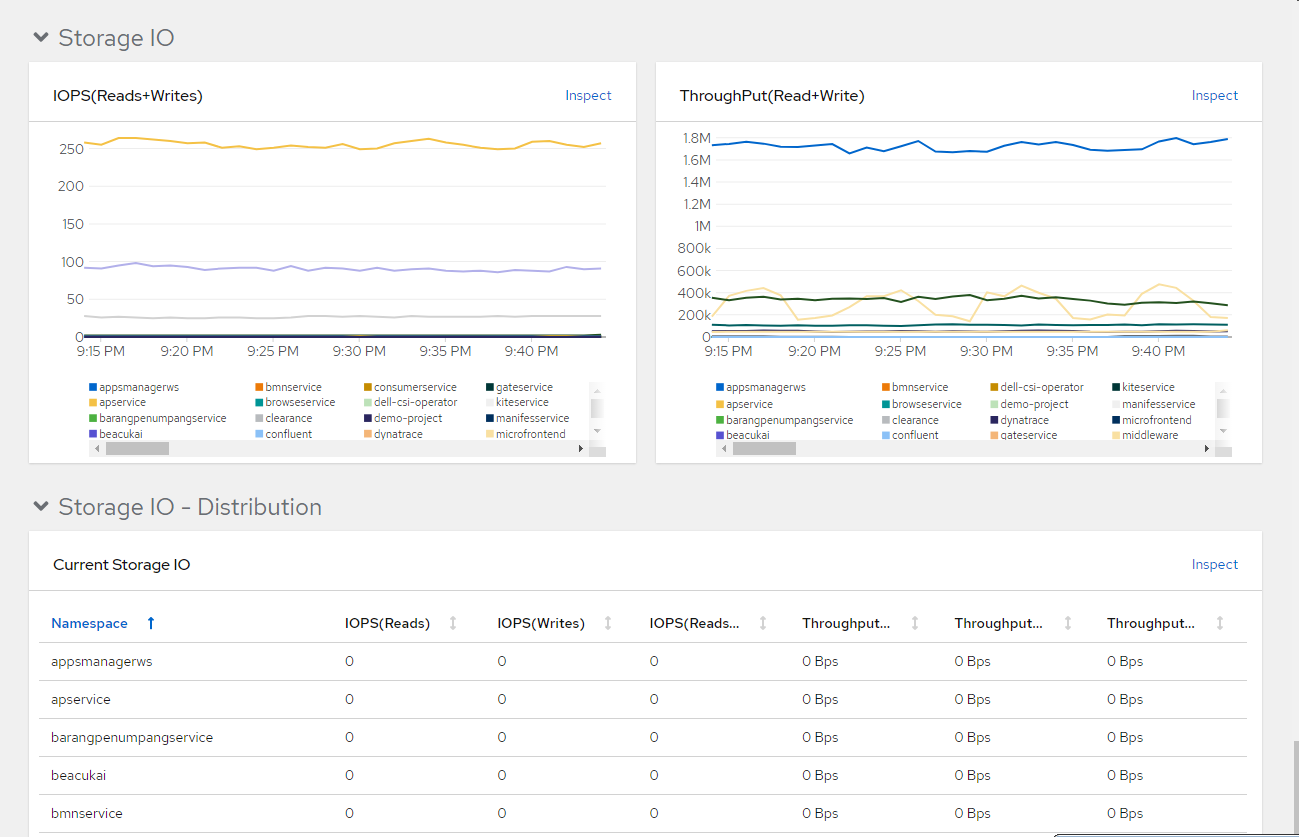 Storage IO
IOPS(Reads+Writes) Inspect
250
200
150
100
50
0
9:15 PM 9:20 PM 9:25 PM 9:30 PM 9:35 PM 9:40 PM
appsmanagerws bmnservice consumerservice gateservice
apservice browseservice dell-csi-operator kiteservice
barangpenumpangservice clearance demo-project manifesservice
beacukai confluent dynatrace microfrontend
ThroughPut(Read+Write) Inspect
1.8M
1.6M
1.4M
1.2M
1M
800k
600k
400k
200k
0
9:15 PM 9:20 PM 9:25 PM 9:30 PM 9:35 PM 9:40 PM
appsmanagerws bmnservice dell-csi-operator kiteservice
apservice browseservice demo-project manifesservice
barangpenumpangservice clearance dynatrace microfrontend
beacukai confluent gateservice middleware
Storage IO - Distribution
Current Storage IO Inspect
Namespace IOPS(Reads) IOPS(Writes) IOPS(Reads... Throughput... Throughput... Throughput...
appsmanagerws 0 0 0 0 Bps 0 Bps 0 Bps
apservice 0 0 0 0 Bps 0 Bps 0 Bps
barangpenumpangservice 0 0 0 0 Bps 0 Bps 0 Bps
beacukai 0 0 0 0 Bps 0 Bps 0 Bps
bmnservice 0 0 0 0 Bps 0 Bps 0 Bps